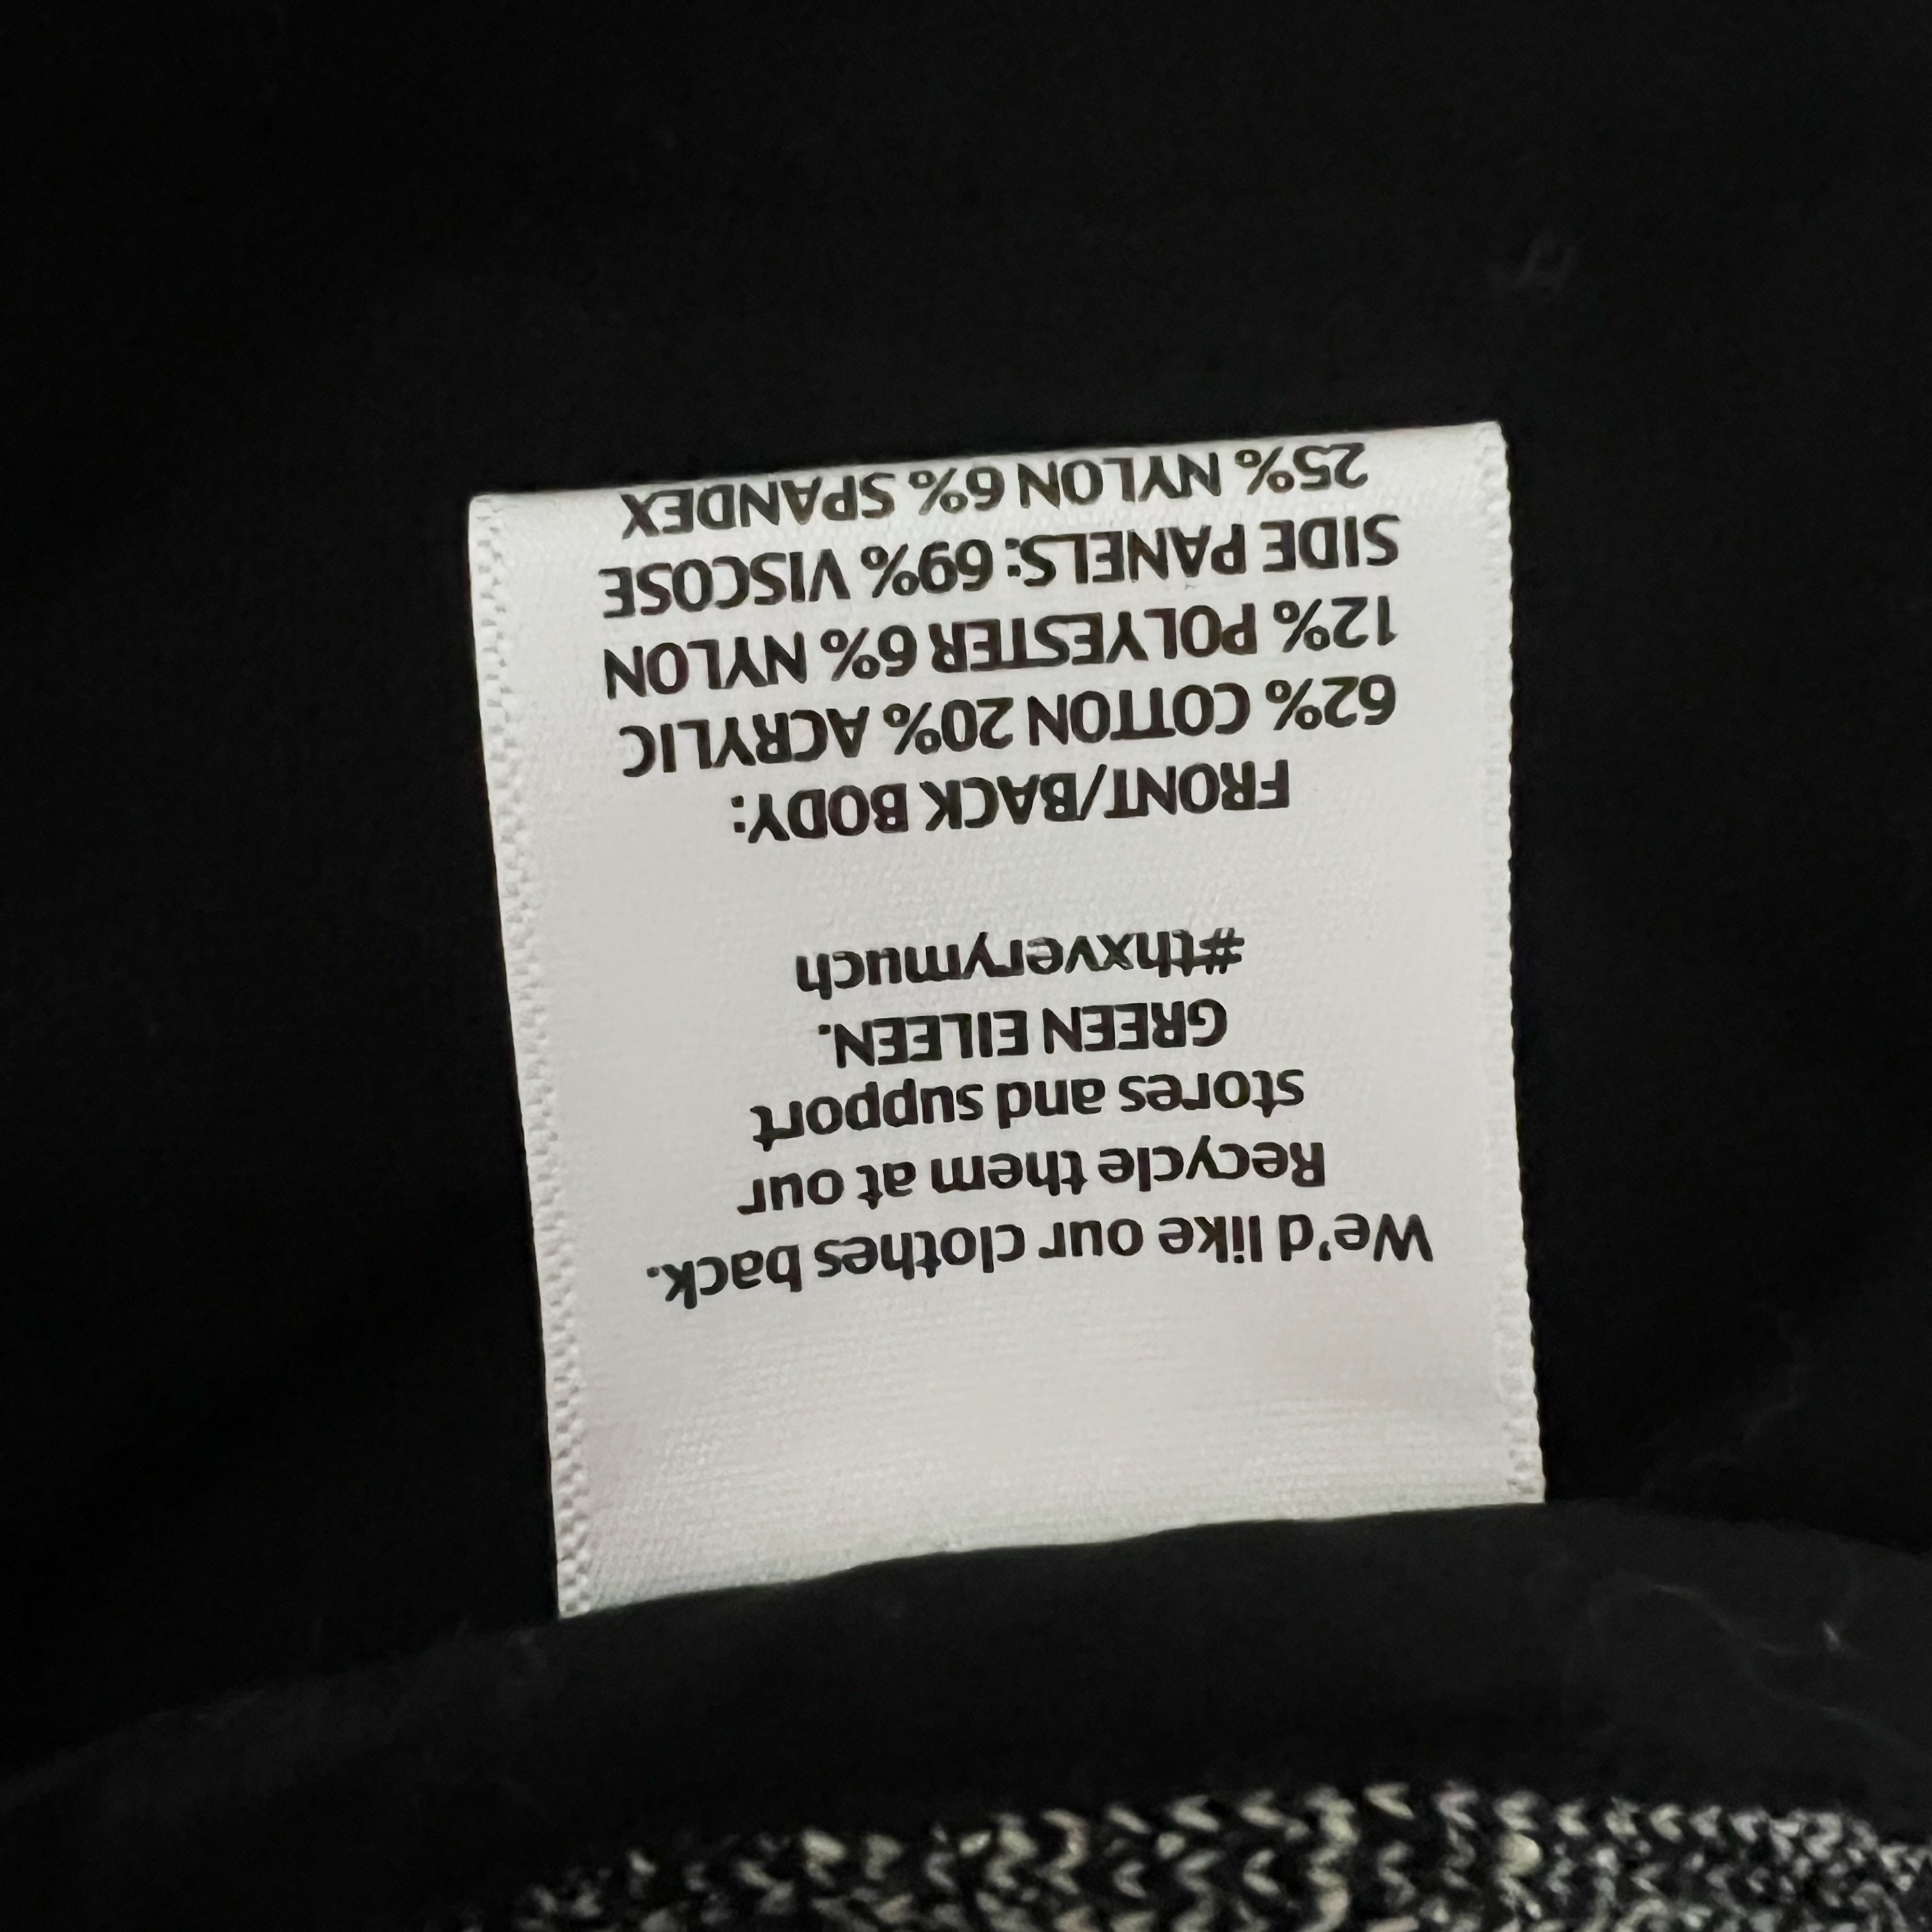 We'd like our clothes back.
Recycle them at our
stores and support
GREEN EILEEN.
#thxverymuch
FRONT/BACK BODY:
62% COTTON 20% ACRYLIC
12% POLYESTER 6% NYLON
SIDE PANELS: 69% VISCOSE
25% NYLON 6% SPANDEX